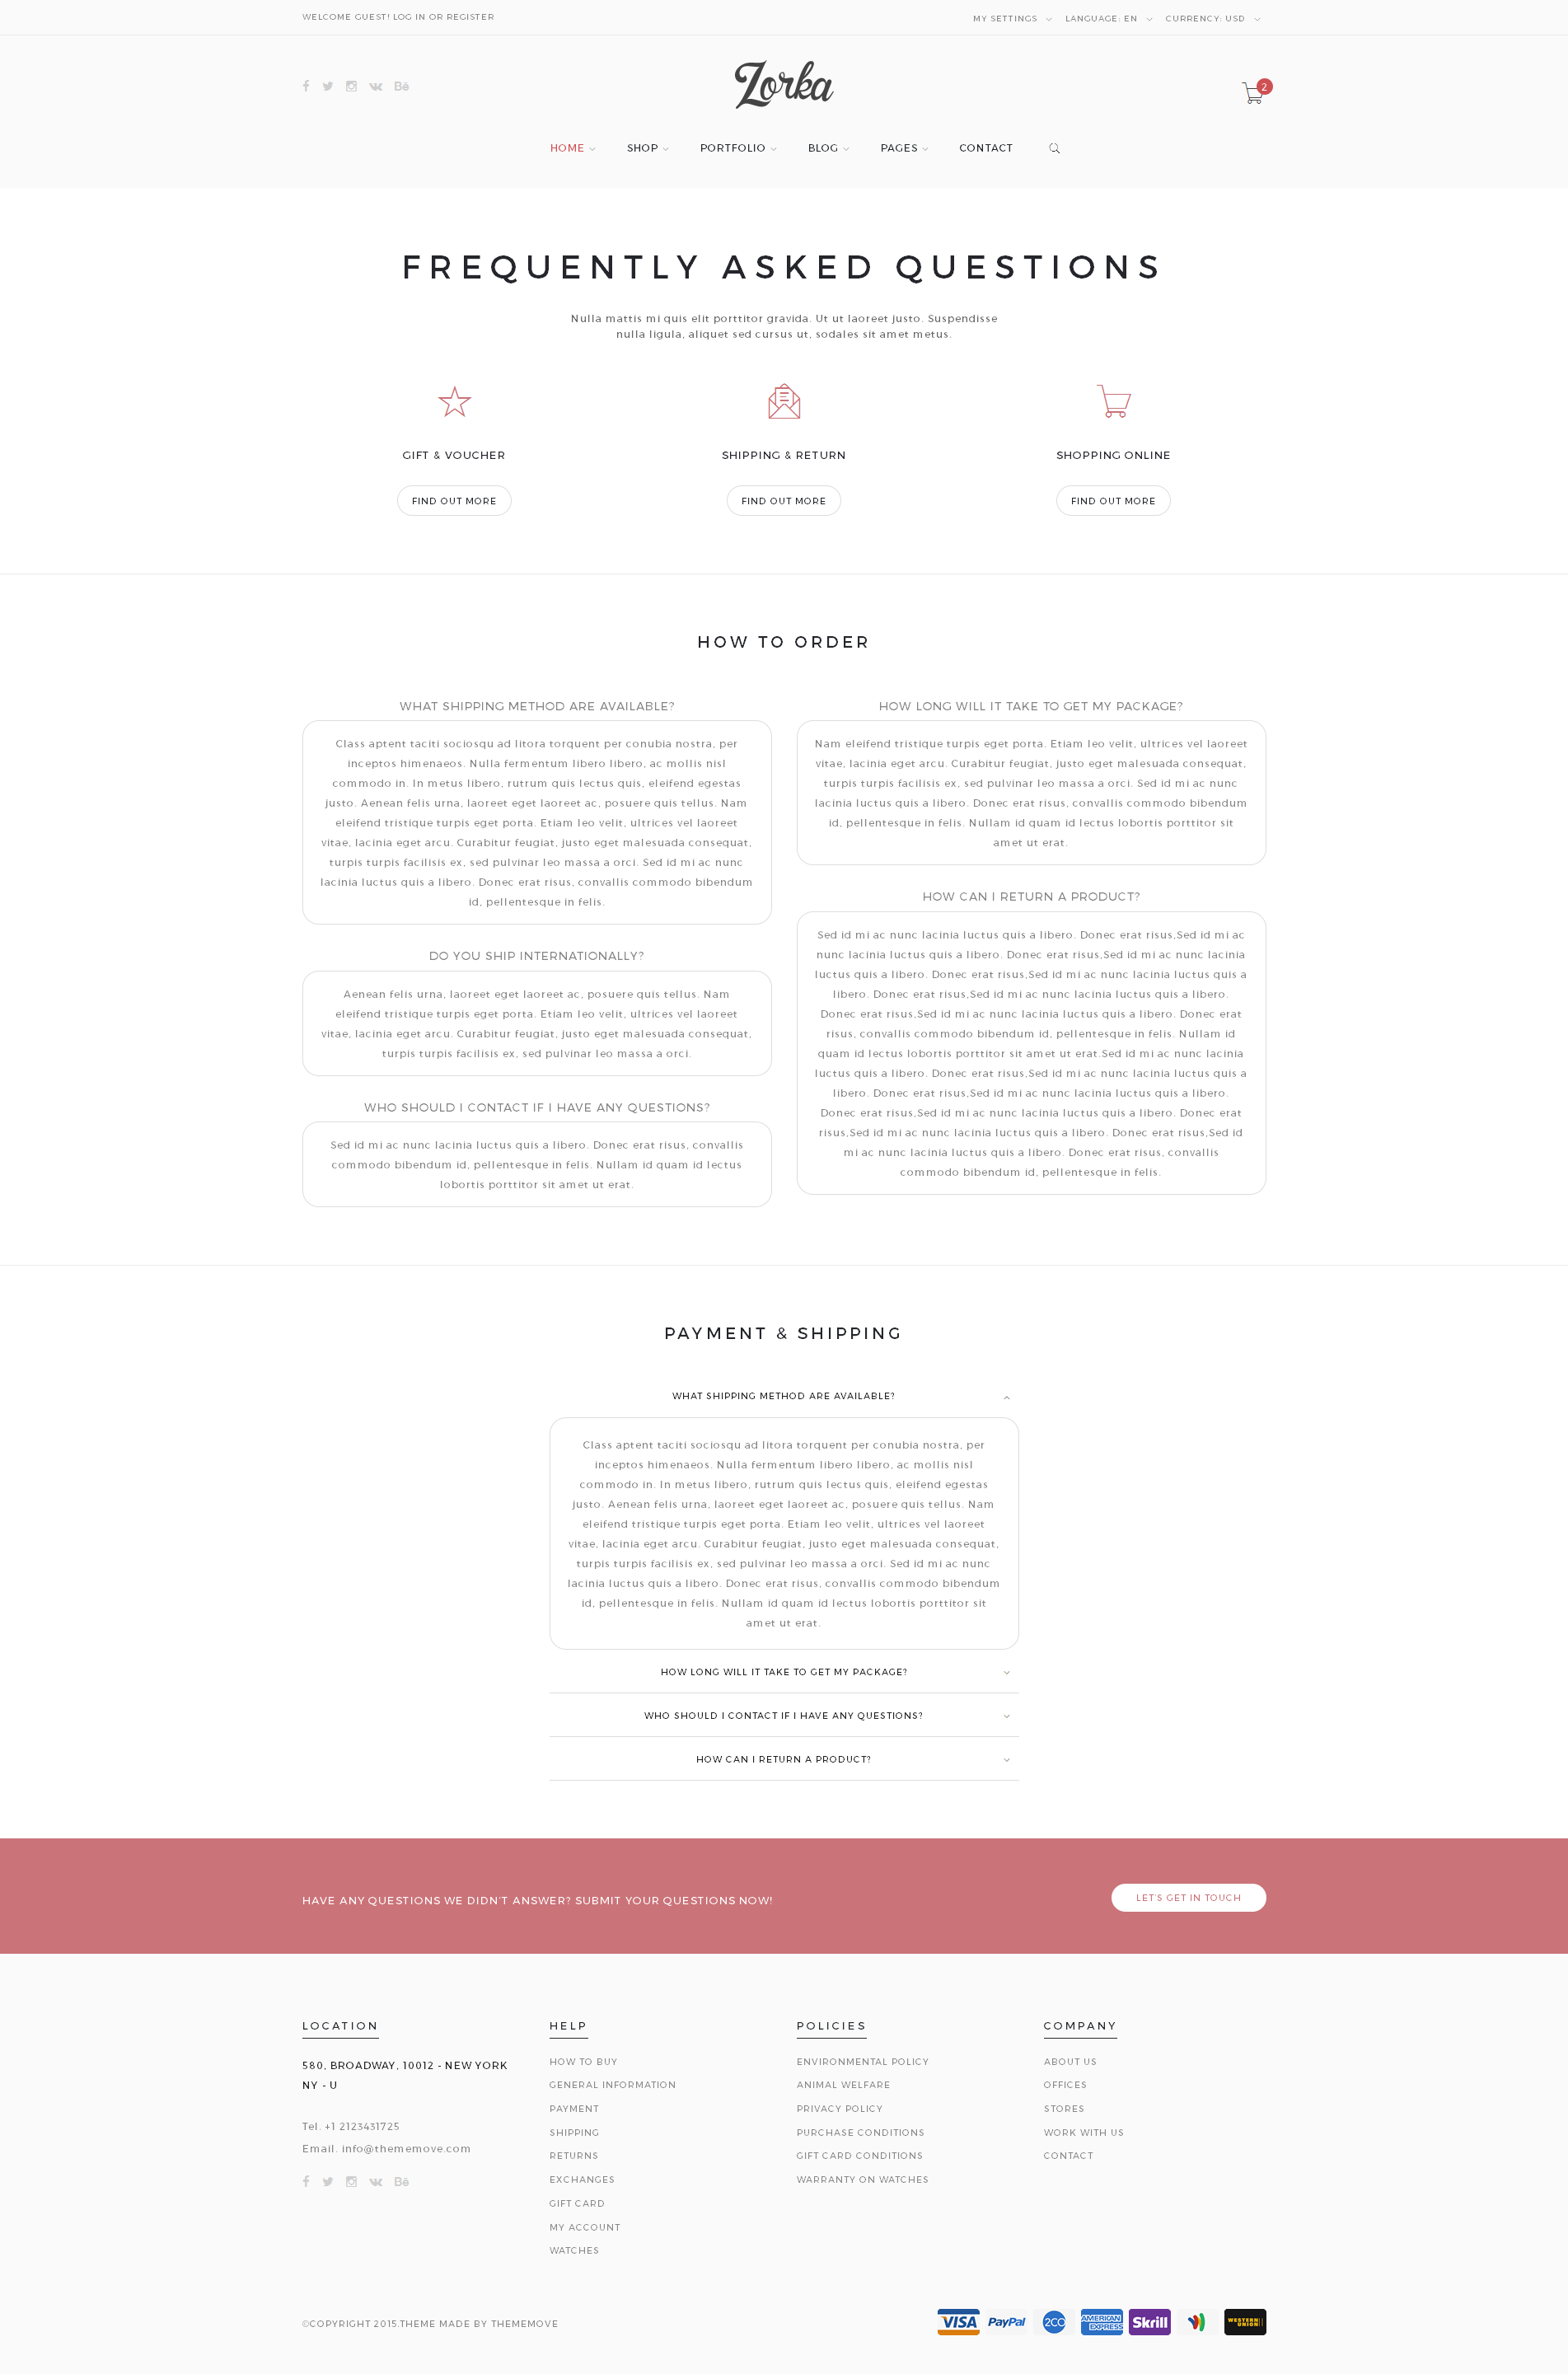 WELCOME GUEST! LOG IN OR REGISTER
MY SETTINGS
LANGUAGE: EN
CURRENCY: USD
Zorka
2
HOME
SHOP
PORTFOLIO
BLOG
PAGES
CONTACT
FREQUENTLY ASKED QUESTIONS
Nulla mattis mi quis elit porttitor gravida. Ut ut laoreet justo. Suspendisse
nulla ligula, aliquet sed cursus ut, sodales sit amet metus.
GIFT & VOUCHER
FIND OUT MORE
SHIPPING & RETURN
FIND OUT MORE
SHOPPING ONLINE
FIND OUT MORE
HOW TO ORDER
WHAT SHIPPING METHOD ARE AVAILABLE?
Class aptent taciti sociosqu ad litora torquent per conubia nostra, per
inceptos himenaeos. Nulla fermentum libero libero, ac mollis nisl
commodo in. In metus libero, rutrum quis lectus quis, eleifend egestas
justo. Aenean felis urna, laoreet eget laoreet ac, posuere quis tellus. Nam
eleifend tristique turpis eget porta. Etiam leo velit, ultrices vel laoreet
vitae, lacinia eget arcu. Curabitur feugiat, justo eget malesuada consequat,
turpis turpis facilisis ex, sed pulvinar leo massa a orci. Sed id mi ac nunc
lacinia luctus quis a libero. Donec erat risus, convallis commodo bibendum
id, pellentesque in felis.
DO YOU SHIP INTERNATIONALLY?
Aenean felis urna, laoreet eget laoreet ac, posuere quis tellus. Nam
eleifend tristique turpis eget porta. Etiam leo velit, ultrices vel laoreet
vitae, lacinia eget arcu. Curabitur feugiat, justo eget malesuada consequat,
turpis turpis facilisis ex, sed pulvinar leo massa a orci.
WHO SHOULD I CONTACT IF I HAVE ANY QUESTIONS?
Sed id mi ac nunc lacinia luctus quis a libero. Donec erat risus, convallis
commodo bibendum id, pellentesque in felis. Nullam id quam id lectus
lobortis porttitor sit amet ut erat.
HOW LONG WILL IT TAKE TO GET MY PACKAGE?
Nam eleifend tristique turpis eget porta. Etiam leo velit, ultrices vel laoreet
vitae, lacinia eget arcu. Curabitur feugiat, justo eget malesuada consequat,
turpis turpis facilisis ex, sed pulvinar leo massa a orci. Sed id mi ac nunc
lacinia luctus quis a libero. Donec erat risus, convallis commodo bibendum
id, pellentesque in felis. Nullam id quam id lectus lobortis porttitor sit
amet ut erat.
HOW CAN I RETURN A PRODUCT?
Sed id mi ac nunc lacinia luctus quis a libero. Donec erat risus,Sed id mi ac
nunc lacinia luctus quis a libero. Donec erat risus,Sed id mi ac nunc lacinia
luctus quis a libero. Donec erat risus,Sed id mi ac nunc lacinia luctus quis a
libero. Donec erat risus,Sed id mi ac nunc lacinia luctus quis a libero.
Donec erat risus,Sed id mi ac nunc lacinia luctus quis a libero. Donec erat
risus, convallis commodo bibendum id, pellentesque in felis. Nullam id
quam id lectus lobortis porttitor sit amet ut erat.Sed id mi ac nunc lacinia
luctus quis a libero. Donec erat risus,Sed id mi ac nunc lacinia luctus quis a
libero. Donec erat risus,Sed id mi ac nunc lacinia luctus quis a libero.
Donec erat risus,Sed id mi ac nunc lacinia luctus quis a libero. Donec erat
risus,Sed id mi ac nunc lacinia luctus quis a libero. Donec erat risus,Sed id
mi ac nunc lacinia luctus quis a libero. Donec erat risus, convallis
commodo bibendum id, pellentesque in felis.
PAYMENT & SHIPPING
WHAT SHIPPING METHOD ARE AVAILABLE?
Class aptent taciti sociosqu ad litora torquent per conubia nostra, per
inceptos himenaeos. Nulla fermentum libero libero, ac mollis nisl
commodo in. In metus libero, rutrum quis lectus quis, eleifend egestas
justo. Aenean felis urna, laoreet eget laoreet ac, posuere quis tellus. Nam
eleifend tristique turpis eget porta. Etiam leo velit, ultrices vel laoreet
vitae, lacinia eget arcu. Curabitur feugiat, justo eget malesuada consequat,
turpis turpis facilisis ex, sed pulvinar leo massa a orci. Sed id mi ac nunc
lacinia luctus quis a libero. Donec erat risus, convallis commodo bibendum
id, pellentesque in felis. Nullam id quam id lectus lobortis porttitor sit
amet ut erat.
HOW LONG WILL IT TAKE TO GET MY PACKAGE?
WHO SHOULD I CONTACT IF I HAVE ANY QUESTIONS?
HOW CAN I RETURN A PRODUCT?
HAVE ANY QUESTIONS WE DIDN'T ANSWER? SUBMIT YOUR QUESTIONS NOW!
LET'S GET IN TOUCH
LOCATION
580, BROADWAY, 10012 - NEW YORK
NY - U
Tel. +1 2123431725
Email. info@thememove.com
HELP
HOW TO BUY
GENERAL INFORMATION
PAYMENT
SHIPPING
RETURNS
EXCHANGES
GIFT CARD
MY ACCOUNT
WATCHES
POLICIES
ENVIRONMENTAL POLICY
ANIMAL WELFARE
PRIVACY POLICY
PURCHASE CONDITIONS
GIFT CARD CONDITIONS
WARRANTY ON WATCHES
COMPANY
ABOUT US
OFFICES
STORES
WORK WITH US
CONTACT
©COPYRIGHT 2015.THEME MADE BY THEMEMOVE
VISA
PayPal
2CO
AMERICAN EXPRESS
Skrill
WESTERN UNION